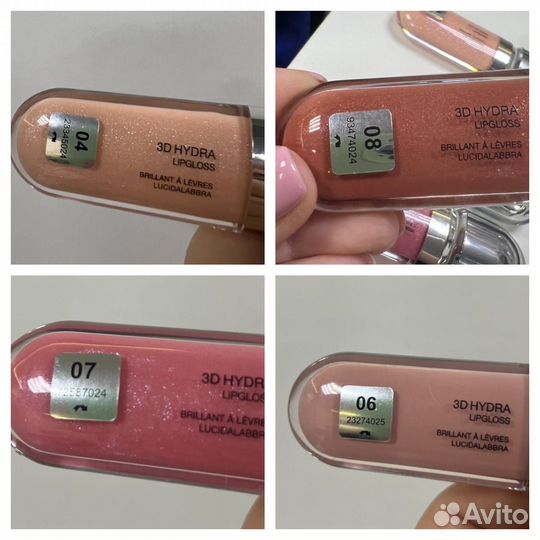 04
23345024
3D HYDRA
LIPGLOSS
BRILLANT À LÈVRES
LUCIDALABBRA
08
93474024
3D HYDRA
LIPGLOSS
BRILLANT À LÈVRES
LUCIDALABBRA
07
3D HYDRA
LIPGLOSS
BRILLANT À LÈVRES
LUCIDALABBRA
06
23274025
3D HYDRA
LIPGLOSS
BRILLANT À LÈVRES
LUCIDALABBRA
Avito